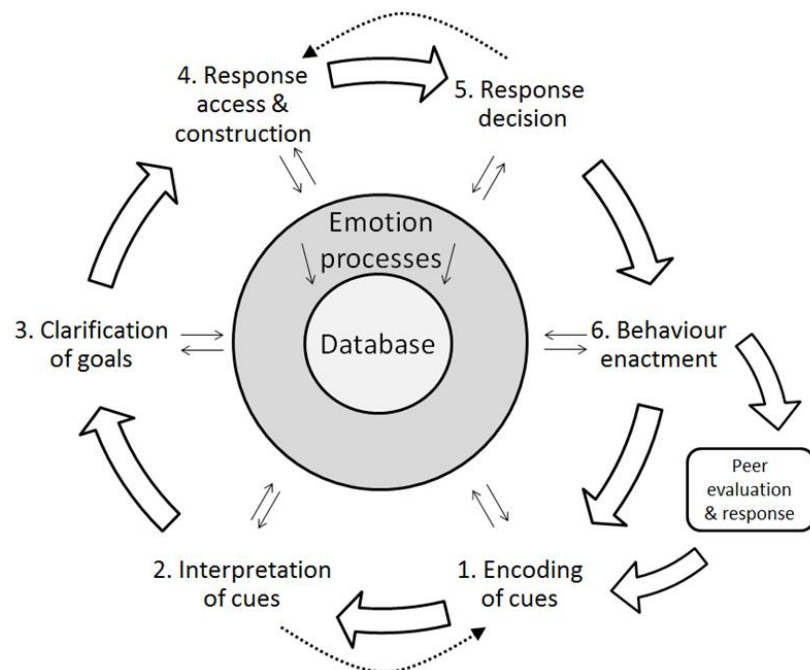 4. Response
access &
construction
5. Response
decision
Emotion
processes
Database
3. Clarification
of goals
6. Behaviour
enactment
Peer
evaluation
& response
2. Interpretation
of cues
1. Encoding
of cues